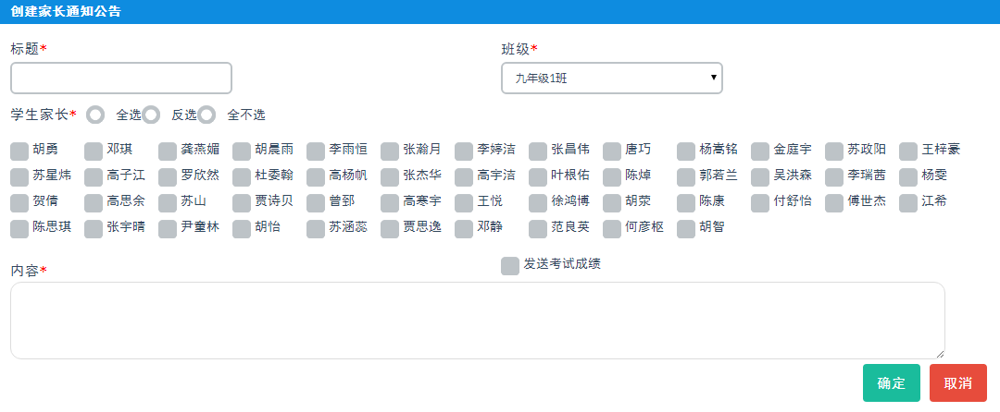 创建家长通知公告
标题* 班级*
九年级1班
学生家长* 全选 反选 全不选
胡勇 邓琪 龚燕媚 胡晨雨 李雨恒 张瀚月 李婷洁 张昌伟 唐巧 杨嵩铭 金庭宇 苏政阳 王梓豪
苏星炜 高子江 罗欣然 杜委翰 高杨帆 张杰华 高宇洁 叶根佑 陈焯 郭若兰 吴洪森 李瑞茜 杨雯
贺倩 高思余 苏山 贾诗贝 曾郅 高寒宇 王悦 徐鸿博 胡荥 陈康 付舒怡 傅世杰 江希
陈思琪 张宇晴 尹童林 胡怡 苏涵蕊 贾思逸 邓静 范良英 何彦枢 胡智
内容* 发送考试成绩
确定 取消